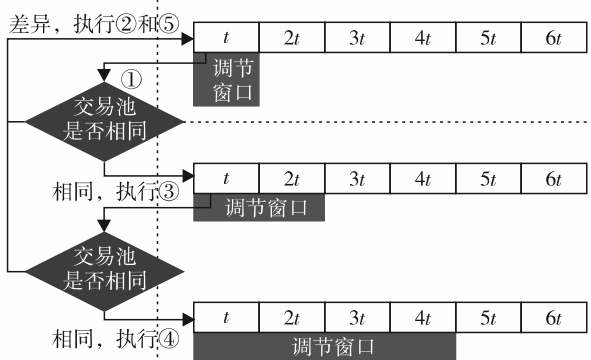 差异，执行②和⑤
t 2t 3t 4t 5t 6t
调节
窗口
①
交易池
是否相同
t 2t 3t 4t 5t 6t
相同，执行③
调节窗口
交易池
是否相同
t 2t 3t 4t 5t 6t
相同，执行④
调节窗口